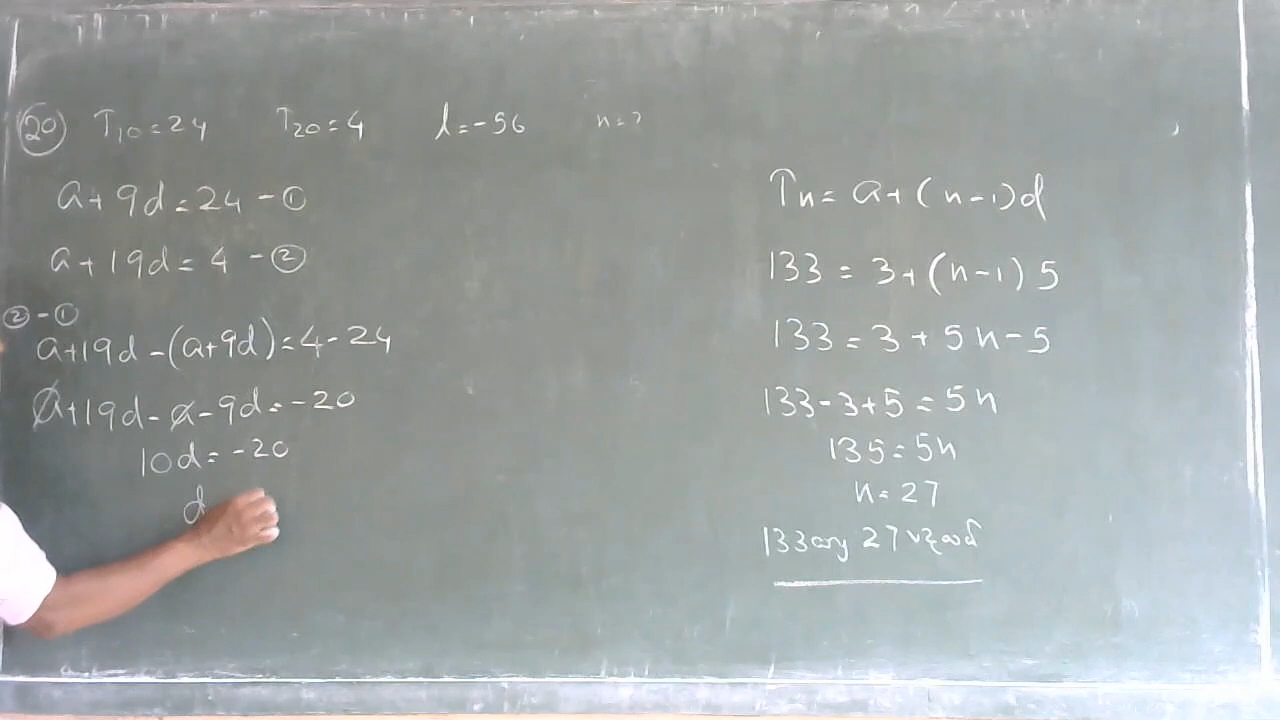 ⑳ T10=24 T20=4 l=-56 n=?
a+9d=24-①
a+19d=4-②
②-①
a+19d-(a+9d)=4-24
a+19d-a-9d=-20
10d=-20
d
Tn=a+(n-1)d
133=3+(n-1)5
133=3+5n-5
133-3+5=5n
135=5n
n=27
133 27